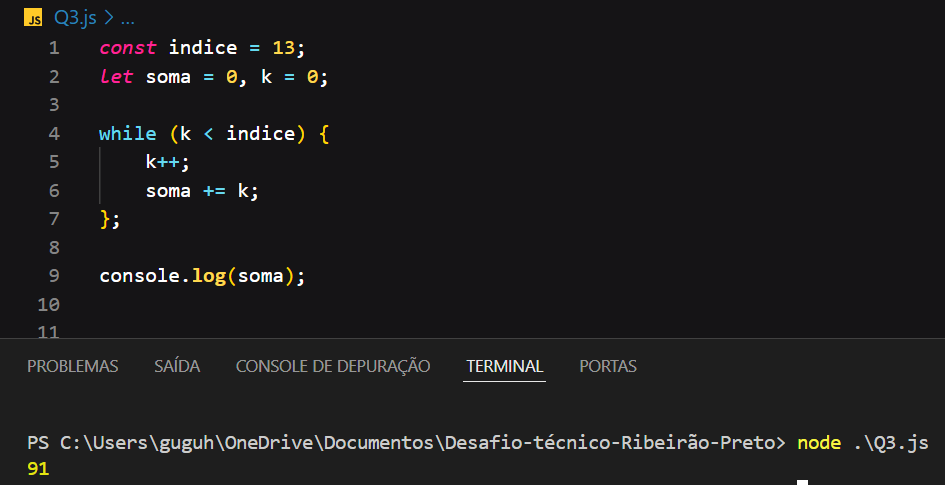 JS Q3.js > ...
1 const indice = 13;
2 let soma = 0, k = 0;
3
4 while (k < indice) {
5     k++;
6     soma += k;
7 };
8
9 console.log(soma);
10
11
PROBLEMAS SAÍDA CONSOLE DE DEPURAÇÃO TERMINAL PORTAS
PS C:\Users\guguh\OneDrive\Documentos\Desafio-técnico-Ribeirão-Preto> node .\Q3.js
91